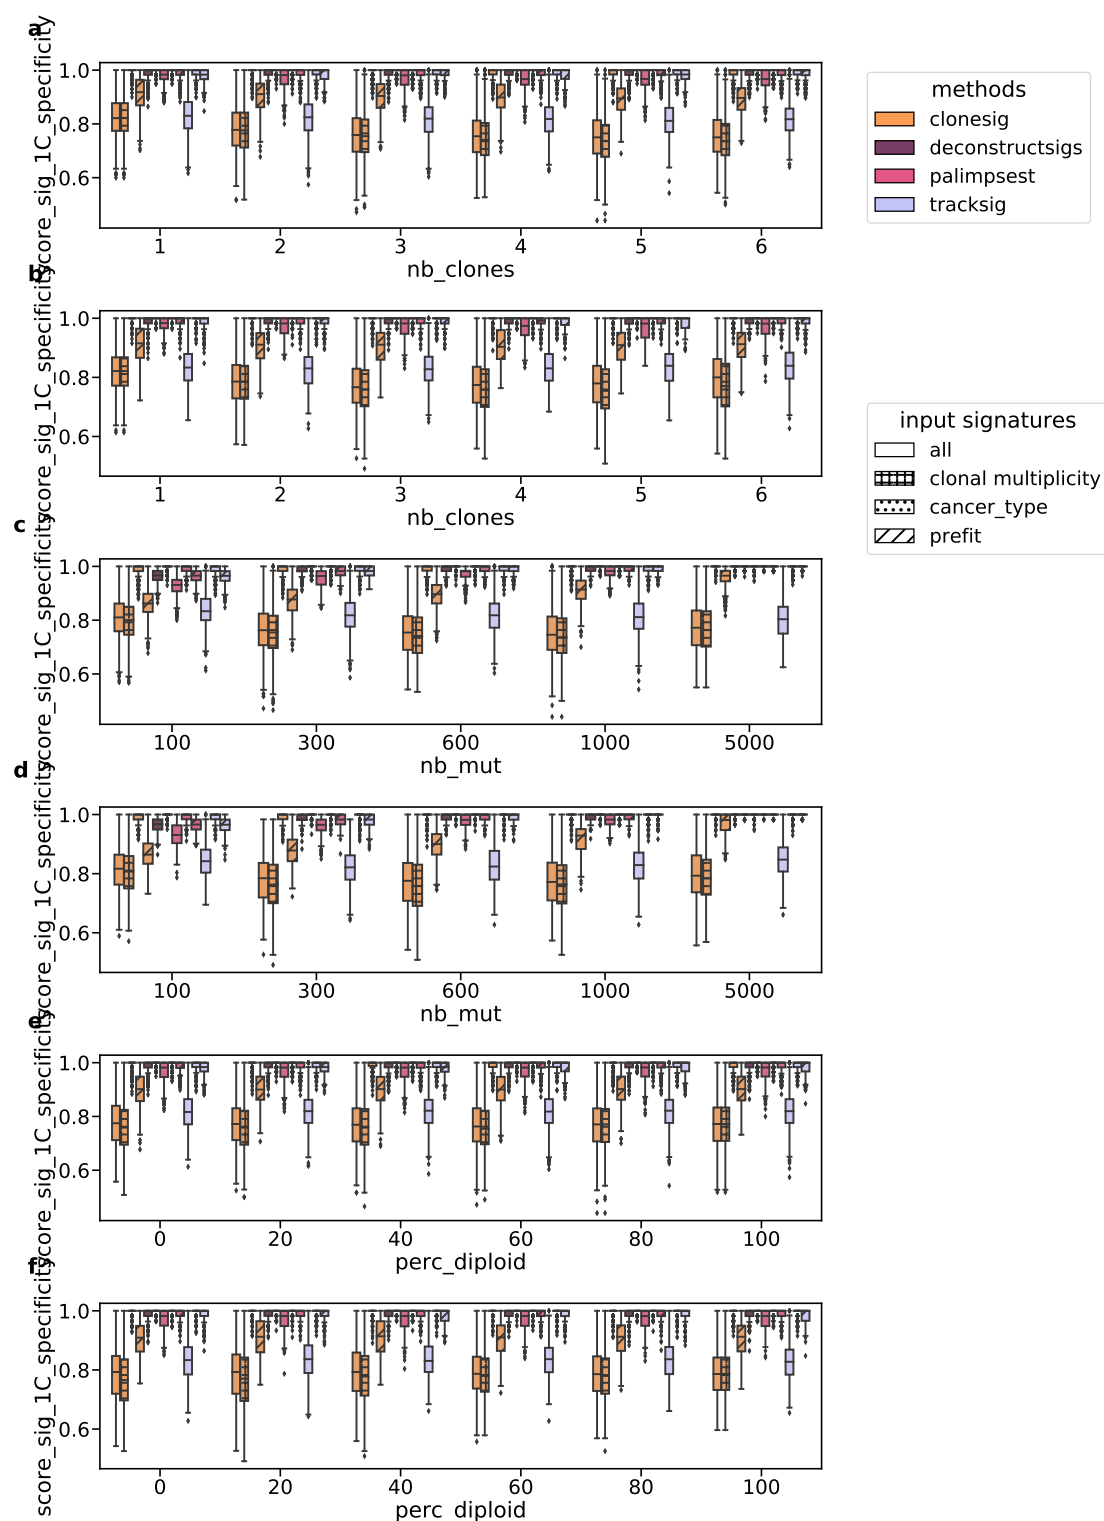 a
score_sig_1C_specificity
1.0
0.8
0.6
1 2 3 4 5 6
nb_clones
methods
clonesig
deconstructsigs
palimpsest
tracksig
b
score_sig_1C_specificity
1.0
0.8
0.6
1 2 3 4 5 6
nb_clones
input signatures
all
clonal multiplicity
cancer_type
prefit
c
score_sig_1C_specificity
1.0
0.8
0.6
100 300 600 1000 5000
nb_mut
d
score_sig_1C_specificity
1.0
0.8
0.6
100 300 600 1000 5000
nb_mut
e
score_sig_1C_specificity
1.0
0.8
0.6
0 20 40 60 80 100
perc_diploid
f
score_sig_1C_specificity
1.0
0.8
0.6
0 20 40 60 80 100
perc_diploid